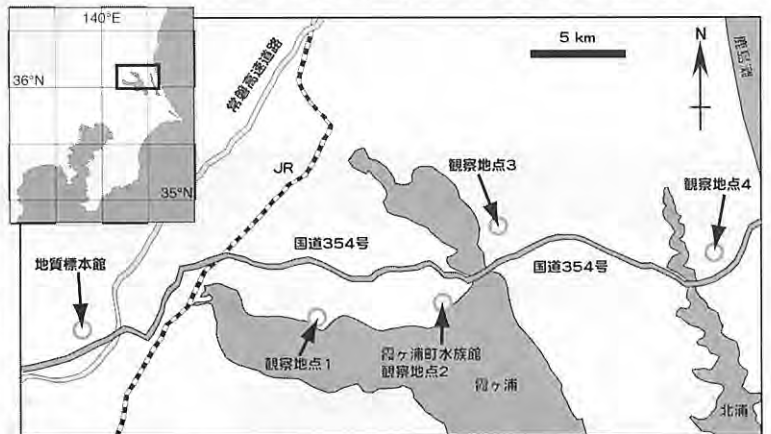 140°E
36°N
35°N
常磐高速道路
JR
5 km
N
鹿島灘
観察地点3
観察地点4
国道354号
国道354号
地質標本館
観察地点1
霞ヶ浦町水族館
観察地点2
霞ヶ浦
北浦